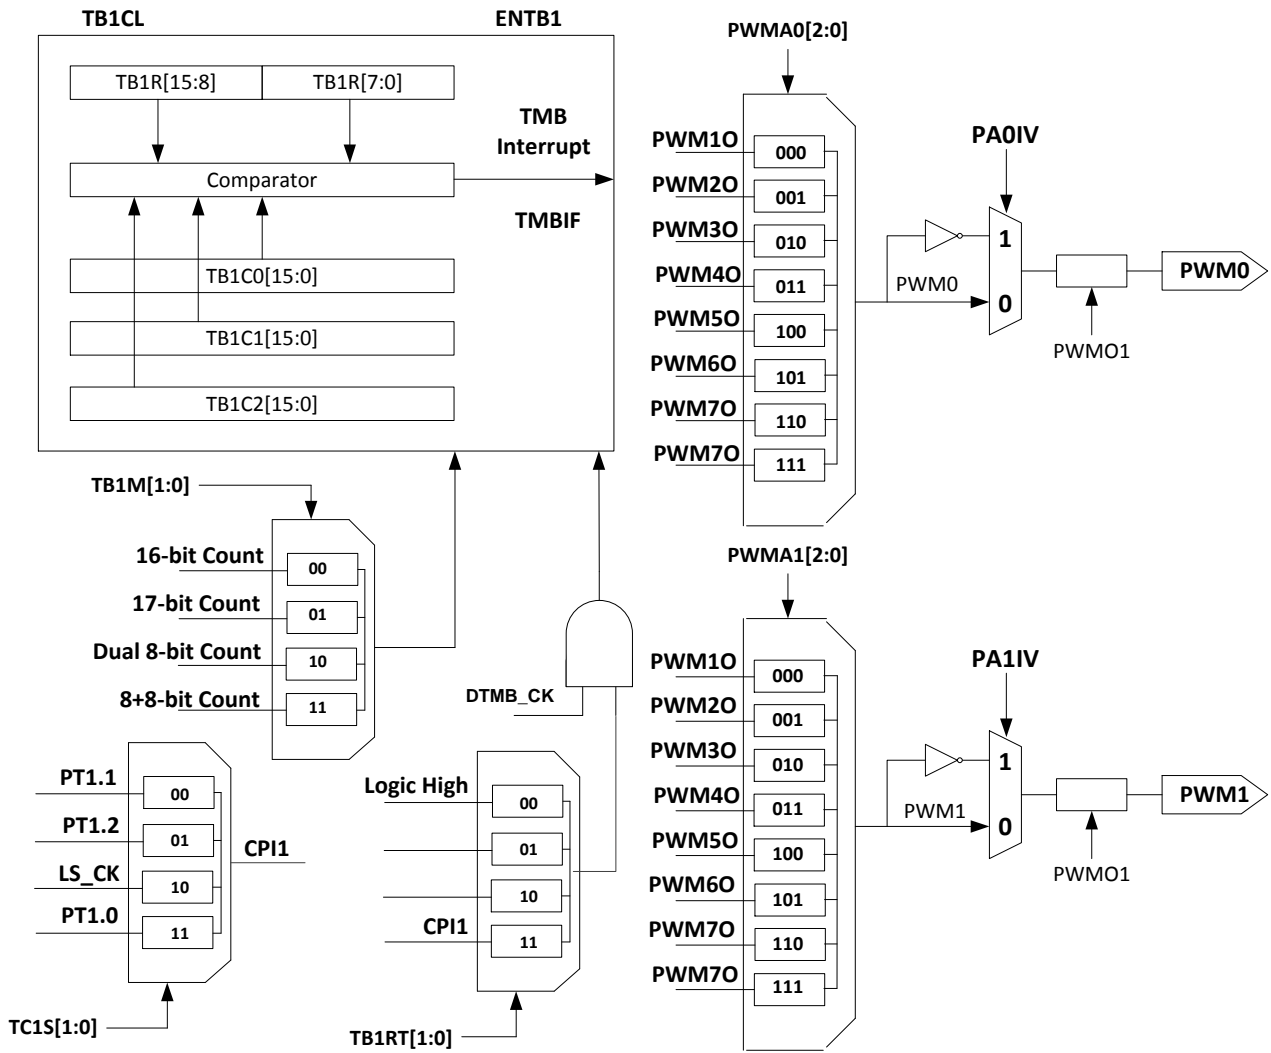 TB1CL
ENTB1
TB1R[15:8]
TB1R[7:0]
TMB
Interrupt
Comparator
TMBIF
TB1C0[15:0]
TB1C1[15:0]
TB1C2[15:0]
TB1M[1:0]
16-bit Count
00
17-bit Count
01
Dual 8-bit Count
10
8+8-bit Count
11
DTMB_CK
PT1.1
00
PT1.2
01
LS_CK
10
PT1.0
11
CPI1
TC1S[1:0]
Logic High
00
01
10
CPI1
11
TB1RT[1:0]
PWMA0[2:0]
PWM1O
000
PWM2O
001
PWM3O
010
PWM4O
011
PWM5O
100
PWM6O
101
PWM7O
110
PWM7O
111
PA0IV
1
PWM0
0
PWMO1
PWM0
PWMA1[2:0]
PWM1O
000
PWM2O
001
PWM3O
010
PWM4O
011
PWM5O
100
PWM6O
101
PWM7O
110
PWM7O
111
PA1IV
1
PWM1
0
PWMO1
PWM1